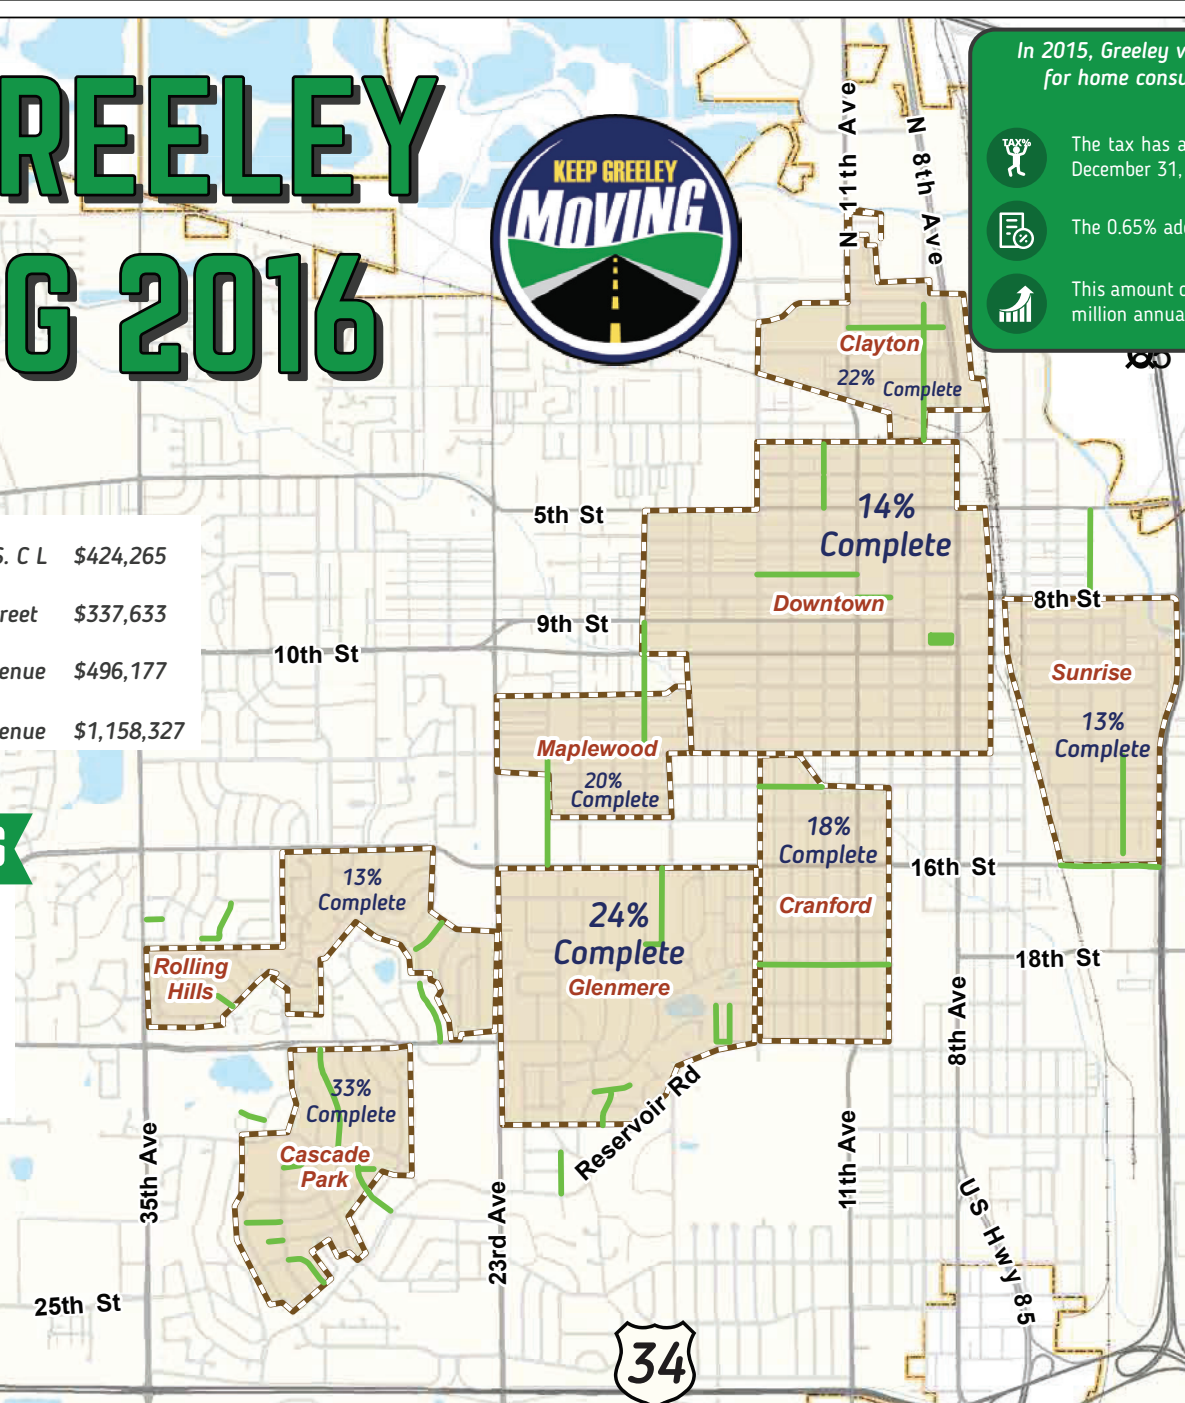 REELEY
G 2016
KEEP GREELEY
MOVING
In 2015, Greeley v
for home consu
TAX%
The tax has a
December 31,
The 0.65% ad
This amount c
million annua
N 11th Ave
N 8th Ave
Clayton
22% Complete
85
5th St
14%
Complete
Downtown
S. C L $424,265
reet $337,633
enue $496,177
enue $1,158,327
9th St
10th St
8th St
Sunrise
13%
Complete
Maplewood
20%
Complete
18%
Complete
Cranford
16th St
13%
Complete
24%
Complete
Glenmere
Rolling
Hills
18th St
8th Ave
33%
Complete
Cascade
Park
Reservoir Rd
35th Ave
23rd Ave
11th Ave
US Hwy 85
25th St
34